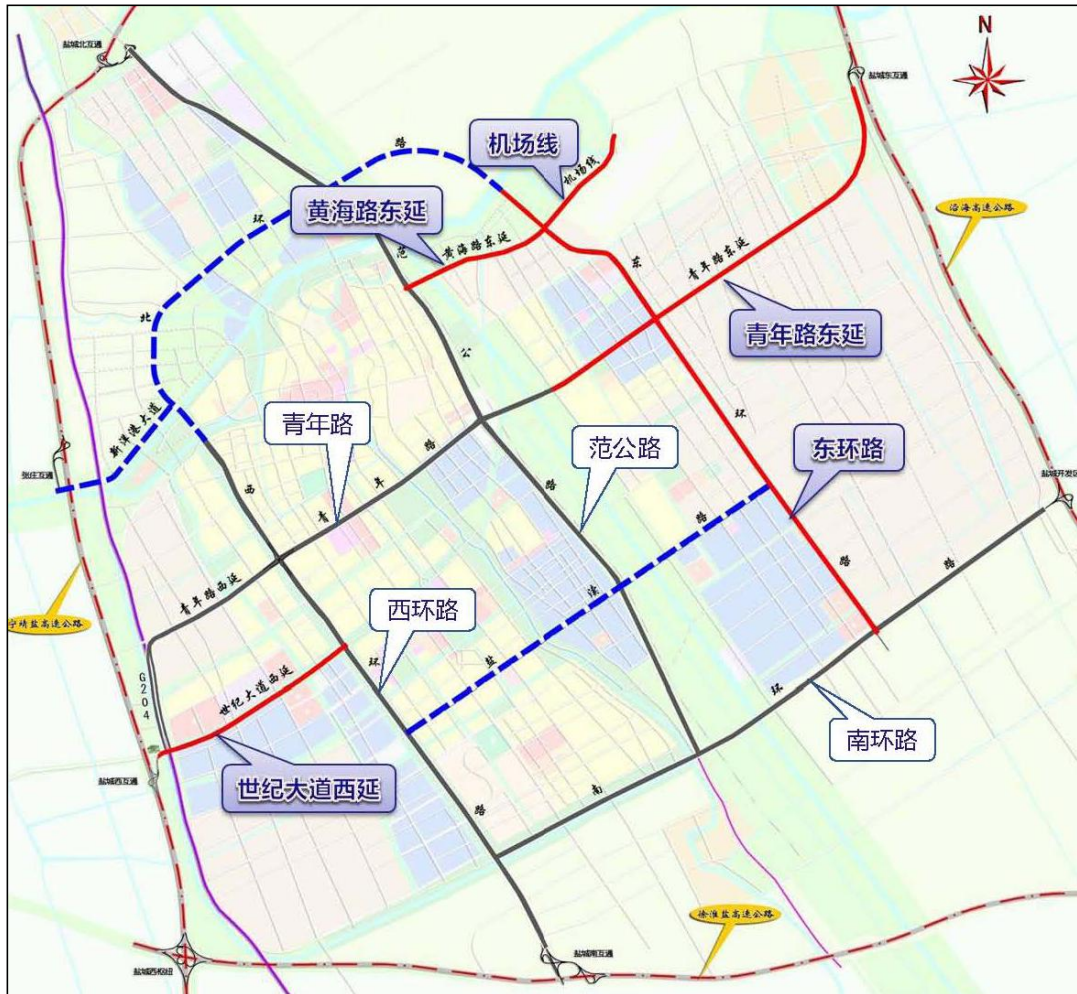 盐城北互通
N
盐城东互通
机场线
机场线
路
环
北
黄海路东延
黄海路东延
范
公
路
沿海高速公路
东
环
路
青年路东延
青年路东延
新洋港大道
张庄互通
青年路
青
年
路
范公路
东环路
盐城开发区
西
环
路
青年路西延
西环路
盐
渎
路
宁靖盐高速公路
G204
世纪大道西延
世纪大道西延
盐城西互通
南
环
路
南环路
徐淮盐高速公路
盐城西枢纽
盐城南互通